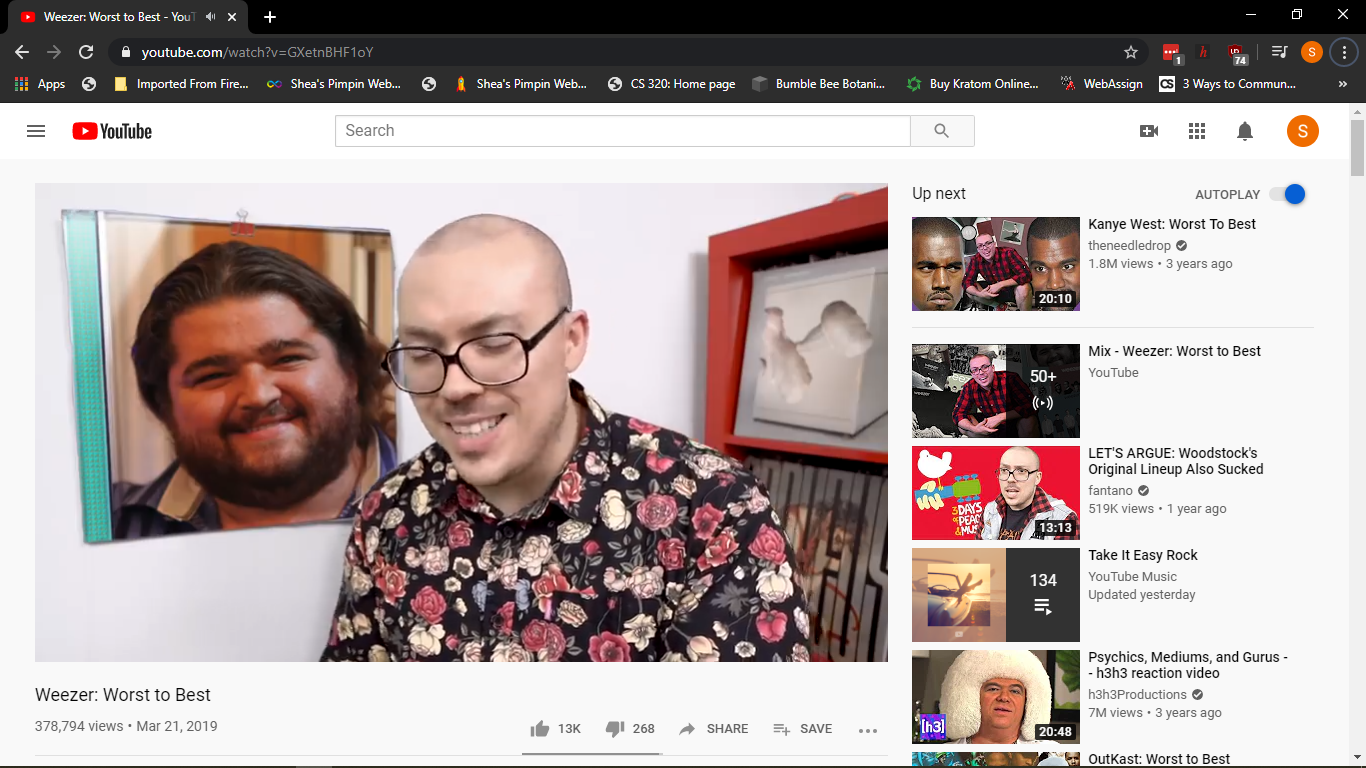 Weezer: Worst to Best - YouT
youtube.com/watch?v=GXetnBHF1oY
1
74
S
Apps
Imported From Fire...
Shea's Pimpin Web...
Shea's Pimpin Web...
CS 320: Home page
Bumble Bee Botani...
Buy Kratom Online...
WebAssign
CS
3 Ways to Commun...
»
YouTube
Search
S
Up next
AUTOPLAY
Kanye West: Worst To Best
theneedledrop
1.8M views • 3 years ago
20:10
Mix - Weezer: Worst to Best
YouTube
50+
LET'S ARGUE: Woodstock's
Original Lineup Also Sucked
fantano
519K views • 1 year ago
3 DAYS
OF PEACE
& MUSIC
13:13
Take It Easy Rock
YouTube Music
Updated yesterday
134
Psychics, Mediums, and Gurus -
- h3h3 reaction video
h3h3Productions
7M views • 3 years ago
[h3]
20:48
OutKast: Worst to Best
Weezer: Worst to Best
378,794 views • Mar 21, 2019
13K
268
SHARE
SAVE